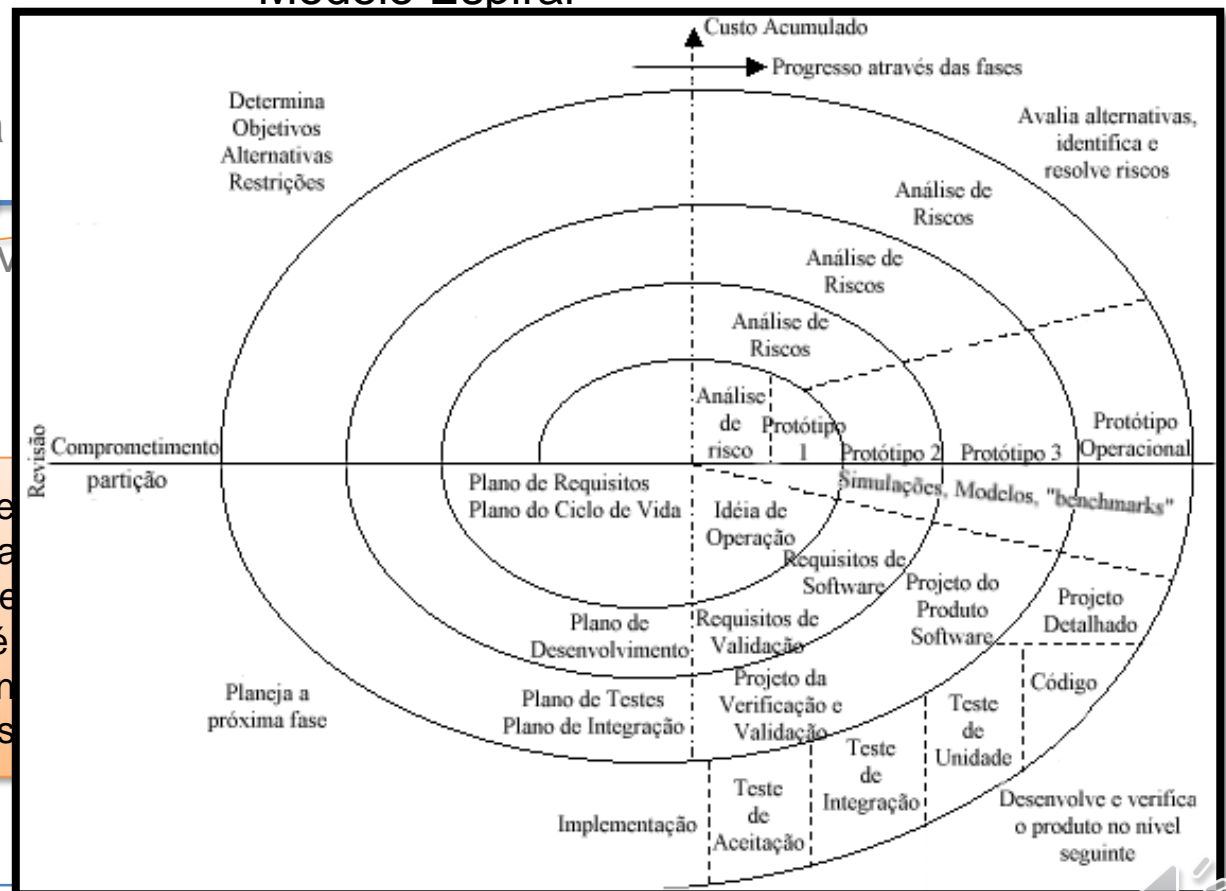 Modelo Espiral
Custo Acumulado
Progresso através das fases
Determina
Objetivos
Alternativas
Restrições
Avalia alternativas,
identifica e
resolve riscos
Análise de
Riscos
Análise de
Riscos
Análise de
Riscos
Análise
de
risco
Protótipo
1
Protótipo 2
Protótipo 3
Protótipo
Operacional
Revisão
Comprometimento
partição
Simulações, Modelos, "benchmarks"
Plano de Requisitos
Plano do Ciclo de Vida
Idéia de
Operação
Requisitos de
Software
Projeto do
Produto
Software
Projeto
Detalhado
Plano de
Desenvolvimento
Requisitos de
Validação
Código
Planeja a
próxima fase
Plano de Testes
Plano de Integração
Projeto da
Verificação e
Validação
Teste
de
Unidade
Teste
de
Integração
Teste
de
Aceitação
Implementação
Desenvolve e verifica
o produto no nível
seguinte